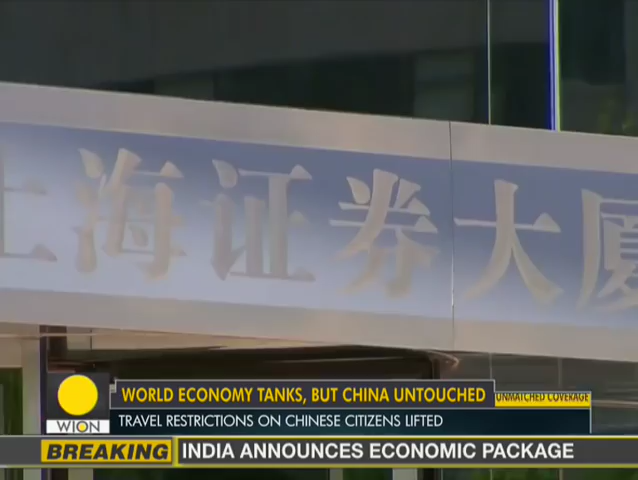 上海证券大厦
WORLD ECONOMY TANKS, BUT CHINA UNTOUCHED
UNMATCHED COVERAGE
WION
TRAVEL RESTRICTIONS ON CHINESE CITIZENS LIFTED
BREAKING INDIA ANNOUNCES ECONOMIC PACKAGE